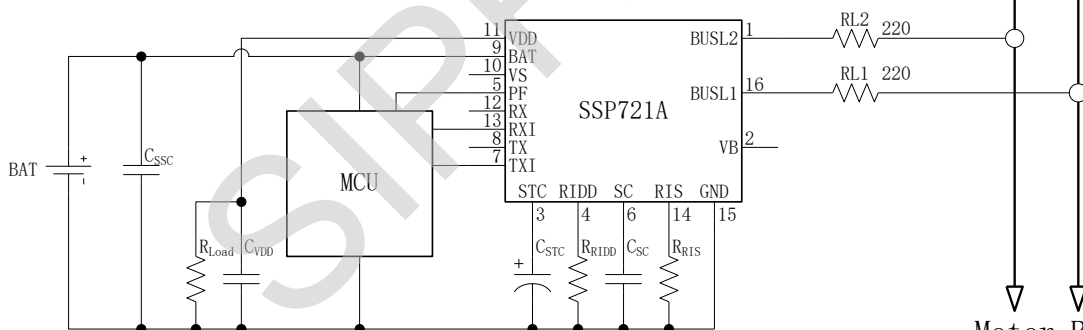 RL2 220
11 VDD
BUSL2 1
9 BAT
10 VS
5 PF
BUSL1 16
RL1 220
12 RX
SSP721A
13 RXI
8 TX
VB 2
7 TXI
BAT + -
CSSC
MCU
STC RIDD SC RIS GND
3 4 6 14 15
RLoad CVDD
+ CSTC RRIDD CSC RRIS
SIP